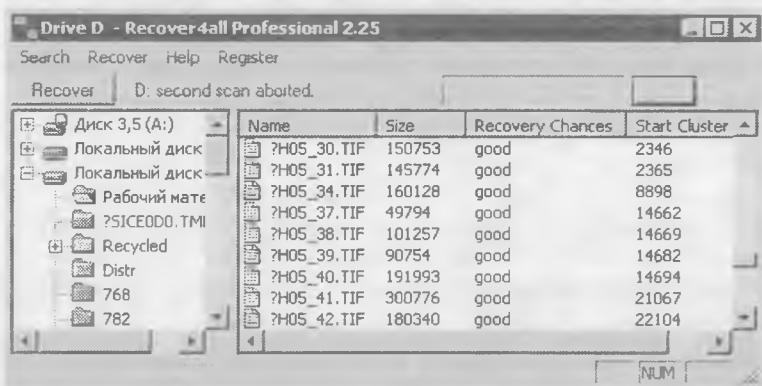 Drive D - Recover4all Professional 2.25
Search Recover Help Register
Recover D: second scan aborted.
Диск 3,5 (A:)
Локальный диск
Локальный диск
Рабочий мате
?SICE0D0.TMI
Recycled
Distr
768
782
Name Size Recovery Chances Start Cluster
?H05_30.TIF 150753 good 2346
?H05_31.TIF 145774 good 2365
?H05_34.TIF 160128 good 8898
?H05_37.TIF 49794 good 14662
?H05_38.TIF 101257 good 14669
?H05_39.TIF 90754 good 14682
?H05_40.TIF 191993 good 14694
?H05_41.TIF 300776 good 21067
?H05_42.TIF 180340 good 22104
NUM